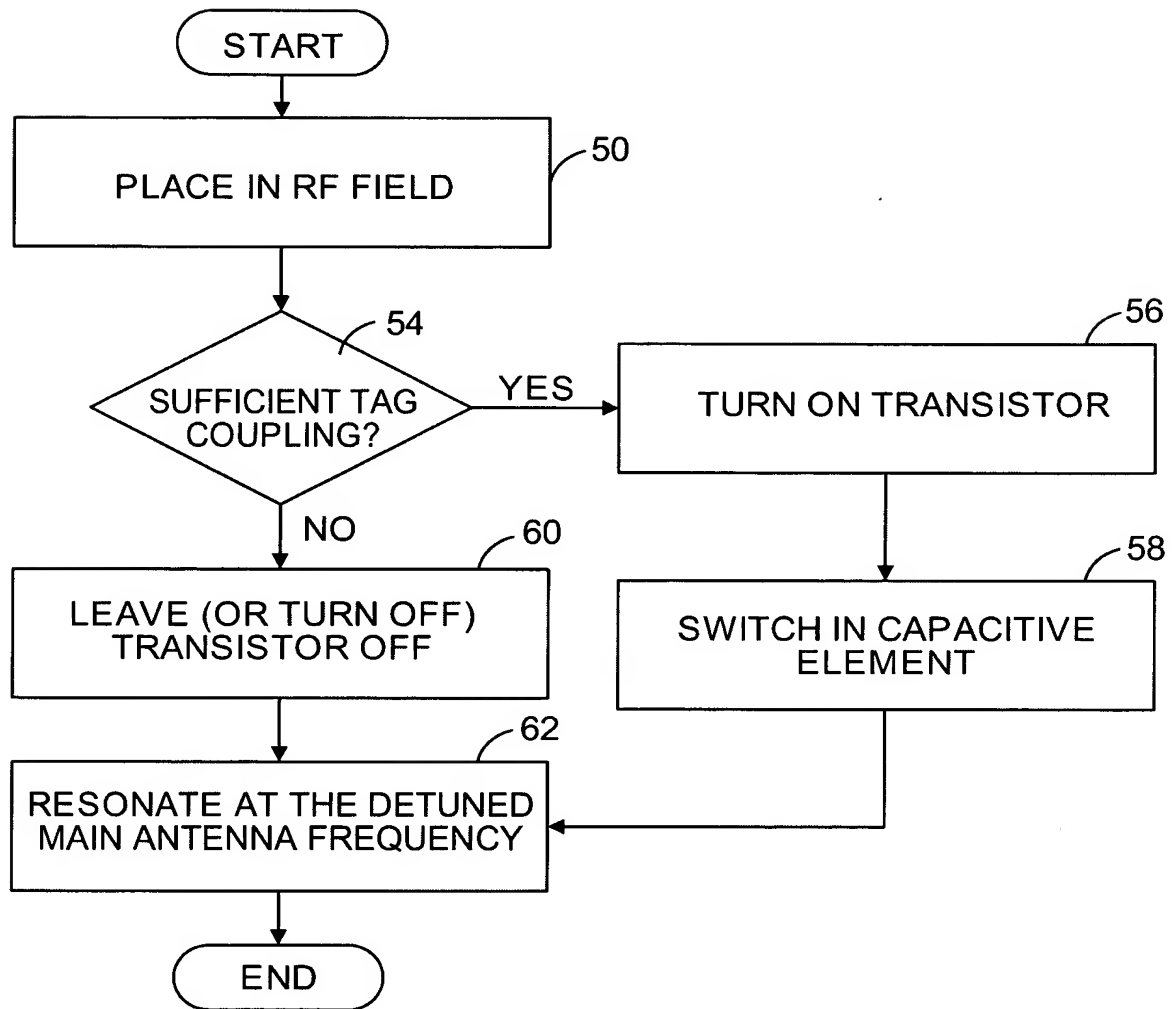 START
50
PLACE IN RF FIELD
54
SUFFICIENT TAG
COUPLING?
YES
56
TURN ON TRANSISTOR
NO
60
LEAVE (OR TURN OFF)
TRANSISTOR OFF
58
SWITCH IN CAPACITIVE
ELEMENT
62
RESONATE AT THE DETUNED
MAIN ANTENNA FREQUENCY
END